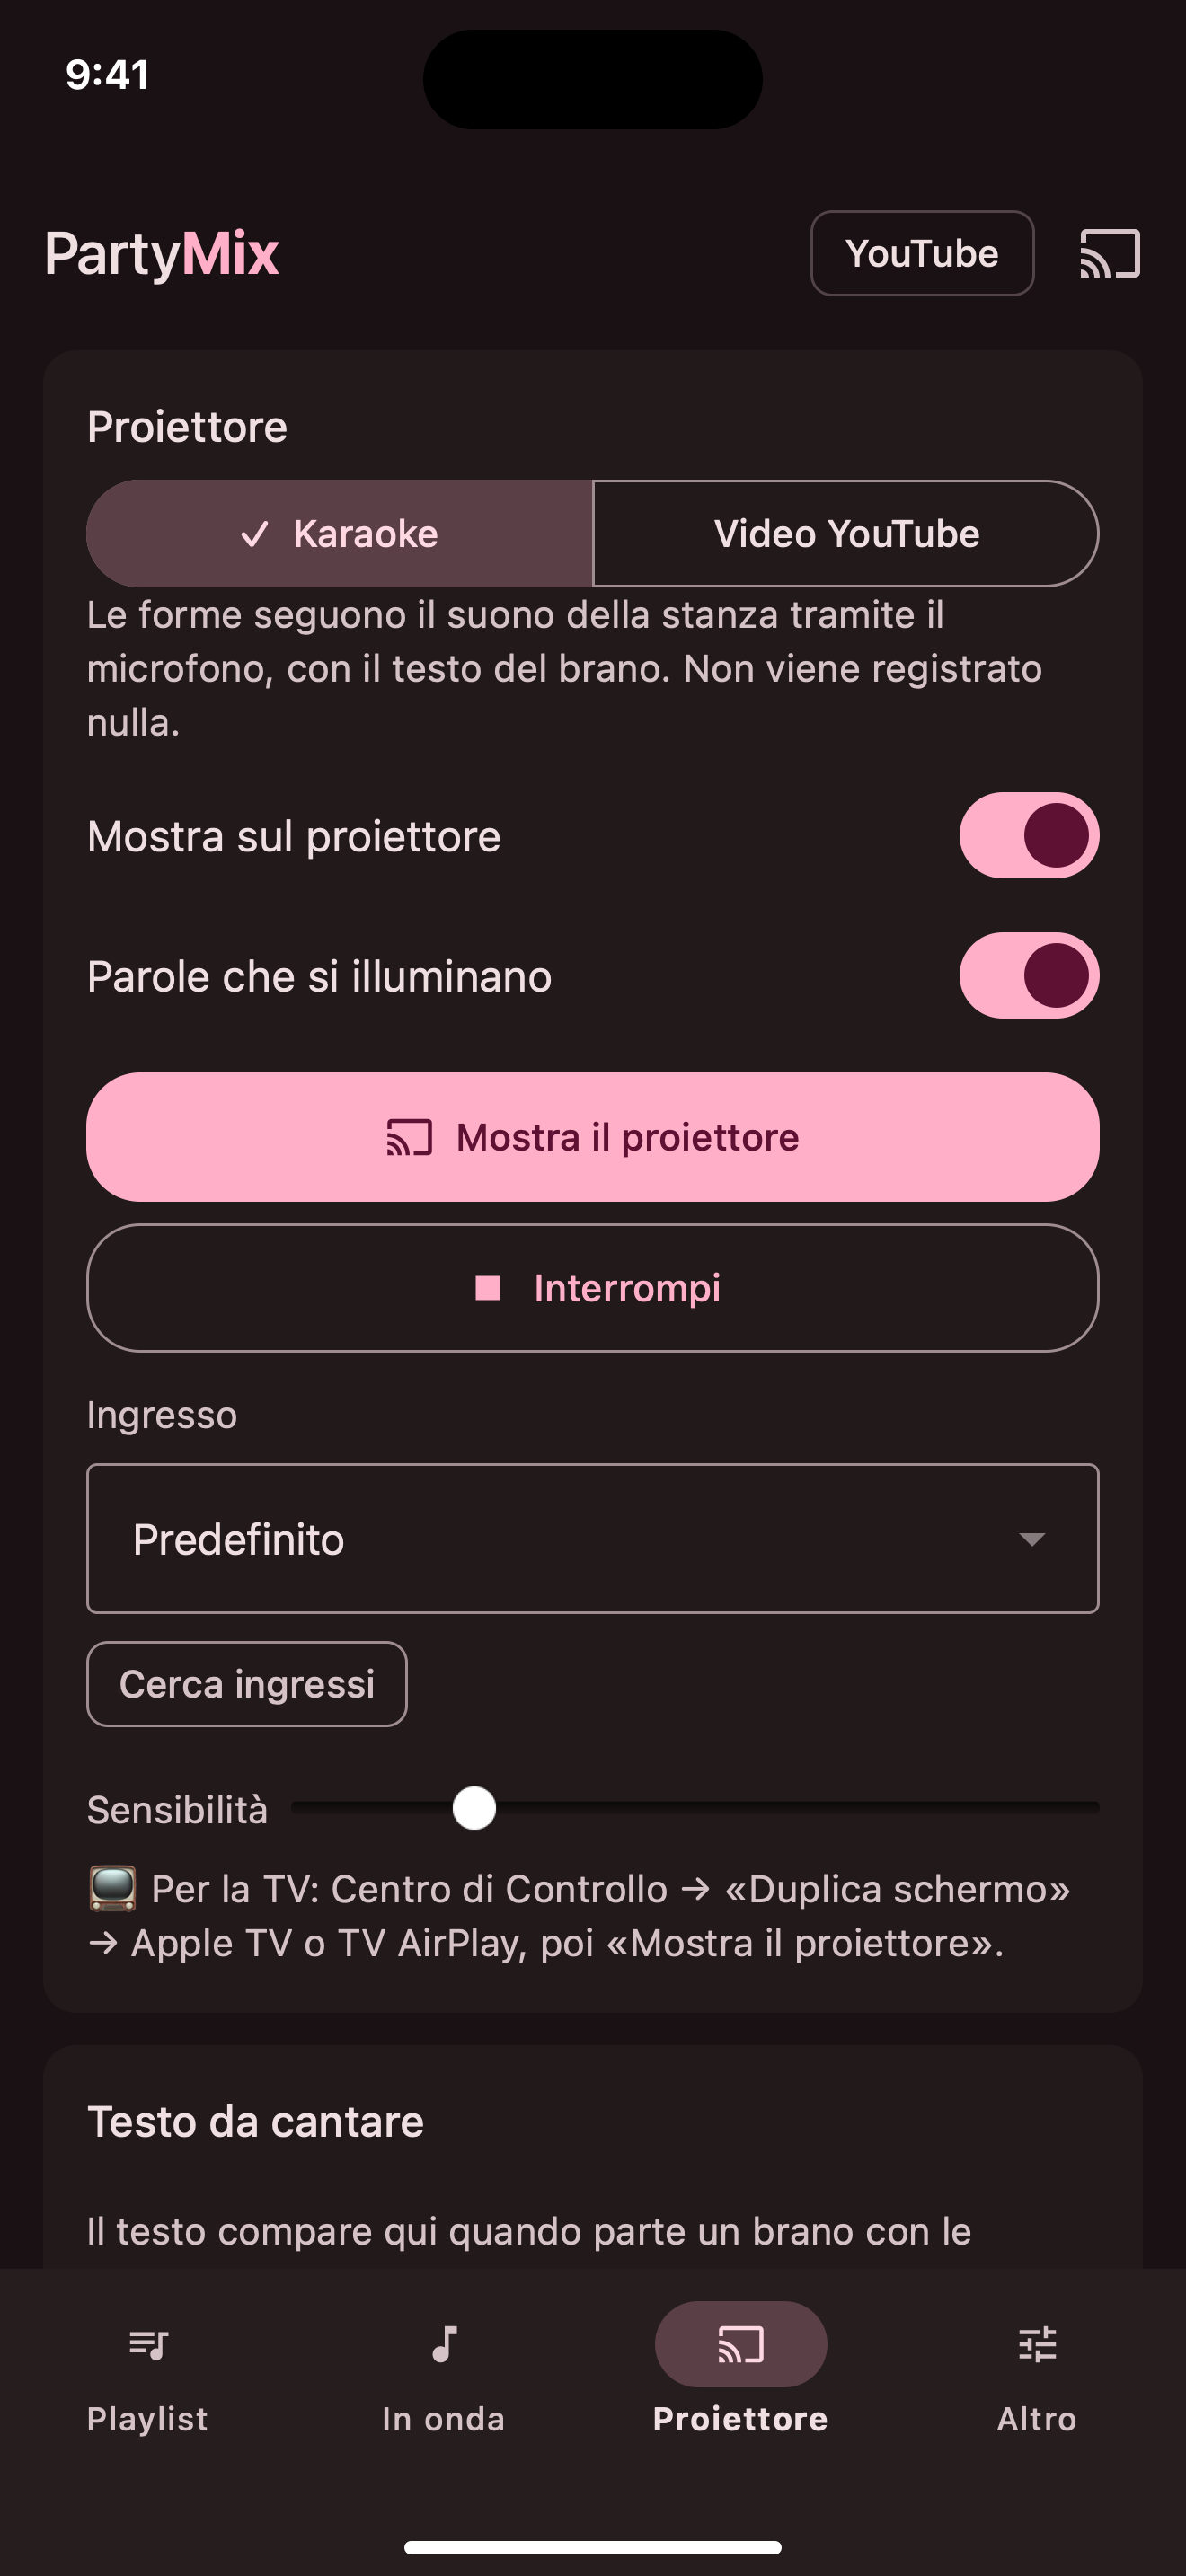 9:41
PartyMix
YouTube
Proiettore
Karaoke
Video YouTube
Le forme seguono il suono della stanza tramite il
microfono, con il testo del brano. Non viene registrato
nulla.
Mostra sul proiettore
Parole che si illuminano
Mostra il proiettore
Interrompi
Ingresso
Predefinito
Cerca ingressi
Sensibilità
📺 Per la TV: Centro di Controllo → «Duplica schermo»
→ Apple TV o TV AirPlay, poi «Mostra il proiettore».
Testo da cantare
Il testo compare qui quando parte un brano con le
Playlist
In onda
Proiettore
Altro